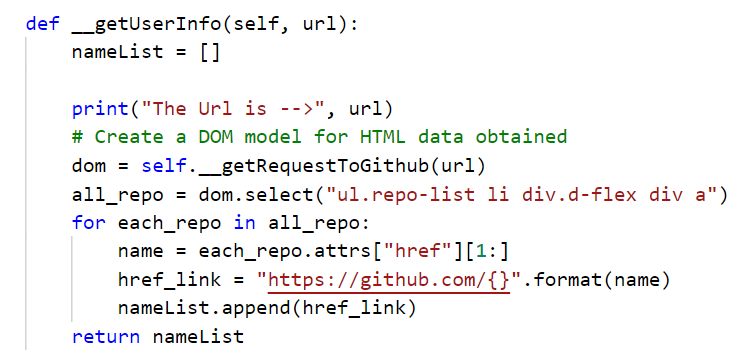 def __getUserInfo(self, url):
    nameList = []

    print("The Url is -->", url)
    # Create a DOM model for HTML data obtained
    dom = self.__getRequestToGithub(url)
    all_repo = dom.select("ul.repo-list li div.d-flex div a")
    for each_repo in all_repo:
        name = each_repo.attrs["href"][1:]
        href_link = "https://github.com/{}".format(name)
        nameList.append(href_link)
    return nameList